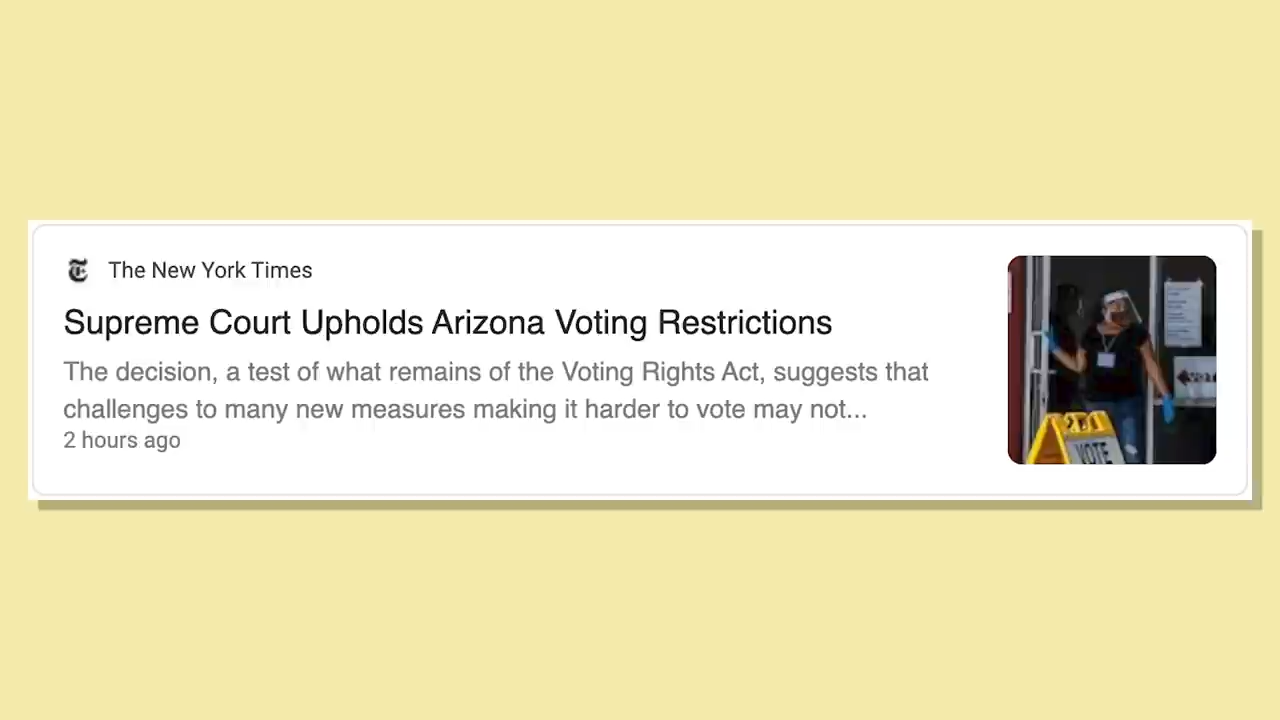 The New York Times
Supreme Court Upholds Arizona Voting Restrictions
The decision, a test of what remains of the Voting Rights Act, suggests that
challenges to many new measures making it harder to vote may not...
2 hours ago
VOTE